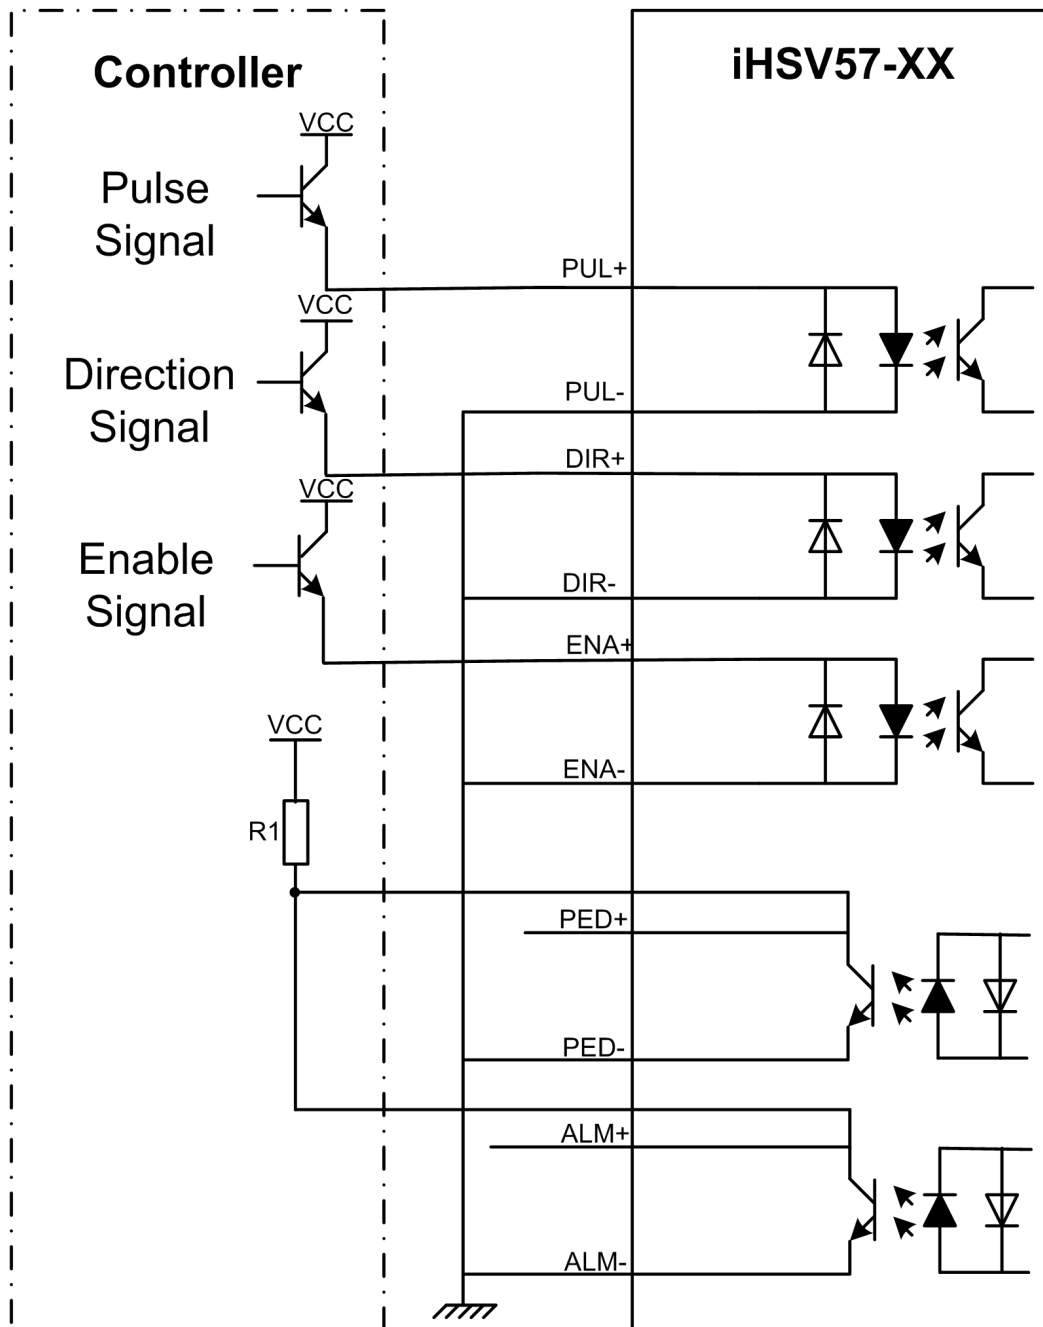 Controller
iHSV57-XX
VCC
Pulse
Signal
PUL+
VCC
Direction
Signal
PUL-
DIR+
VCC
Enable
Signal
DIR-
ENA+
VCC
ENA-
R1
PED+
PED-
ALM+
ALM-